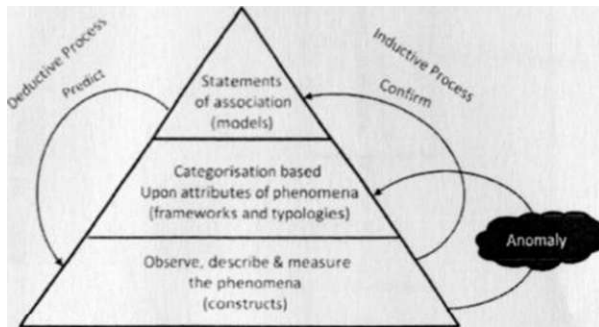 Deductive Process
Predict
Inductive Process
Confirm
Statements
of association
(models)
Categorisation based
Upon attributes of phenomena
(frameworks and typologies)
Anomaly
Observe, describe & measure
the phenomena
(constructs)